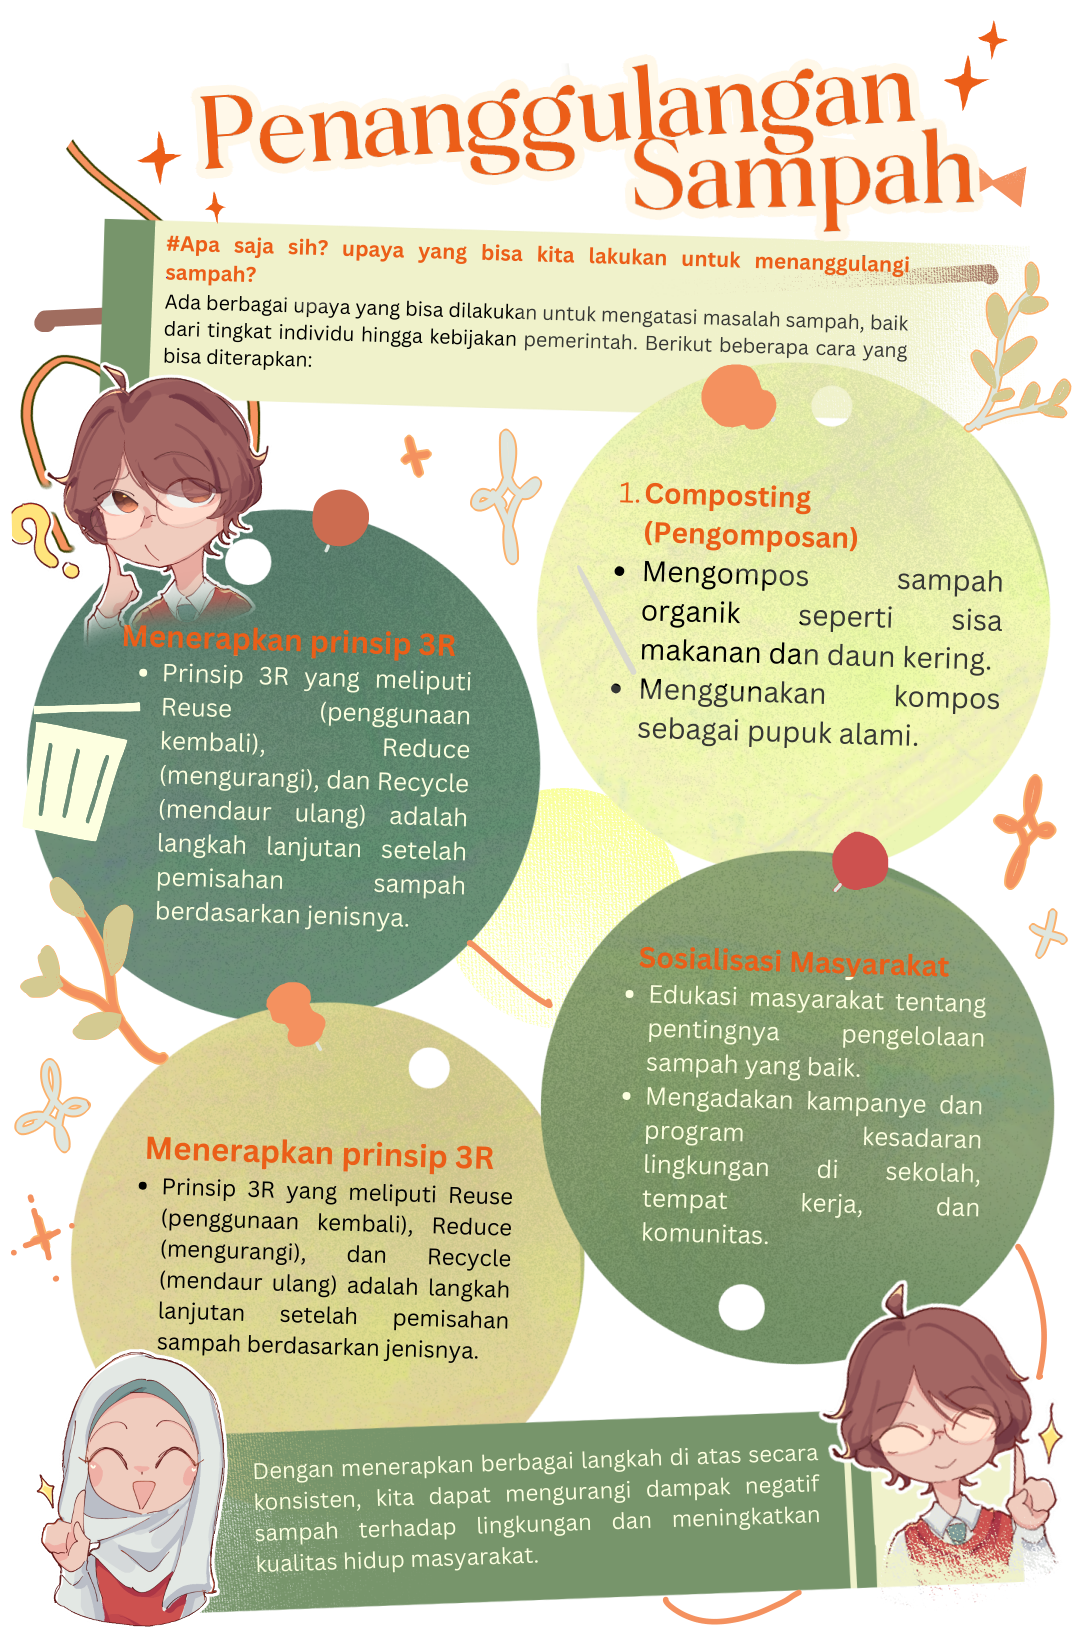 Penanggulangan
Sampah
#Apa saja sih? upaya yang bisa kita lakukan untuk menanggulangi
sampah?
Ada berbagai upaya yang bisa dilakukan untuk mengatasi masalah sampah, baik
dari tingkat individu hingga kebijakan pemerintah. Berikut beberapa cara yang
bisa diterapkan:
1. Composting
(Pengomposan)
• Mengompos sampah
organik seperti sisa
makanan dan daun kering.
• Menggunakan kompos
sebagai pupuk alami.
Menerapkan prinsip 3R
• Prinsip 3R yang meliputi
Reuse (penggunaan
kembali), Reduce
(mengurangi), dan Recycle
(mendaur ulang) adalah
langkah lanjutan setelah
pemisahan sampah
berdasarkan jenisnya.
Sosialisasi Masyarakat
• Edukasi masyarakat tentang
pentingnya pengelolaan
sampah yang baik.
• Mengadakan kampanye dan
program kesadaran
lingkungan di sekolah,
tempat kerja, dan
komunitas.
Menerapkan prinsip 3R
• Prinsip 3R yang meliputi Reuse
(penggunaan kembali), Reduce
(mengurangi), dan Recycle
(mendaur ulang) adalah langkah
lanjutan setelah pemisahan
sampah berdasarkan jenisnya.
Dengan menerapkan berbagai langkah di atas secara
konsisten, kita dapat mengurangi dampak negatif
sampah terhadap lingkungan dan meningkatkan
kualitas hidup masyarakat.